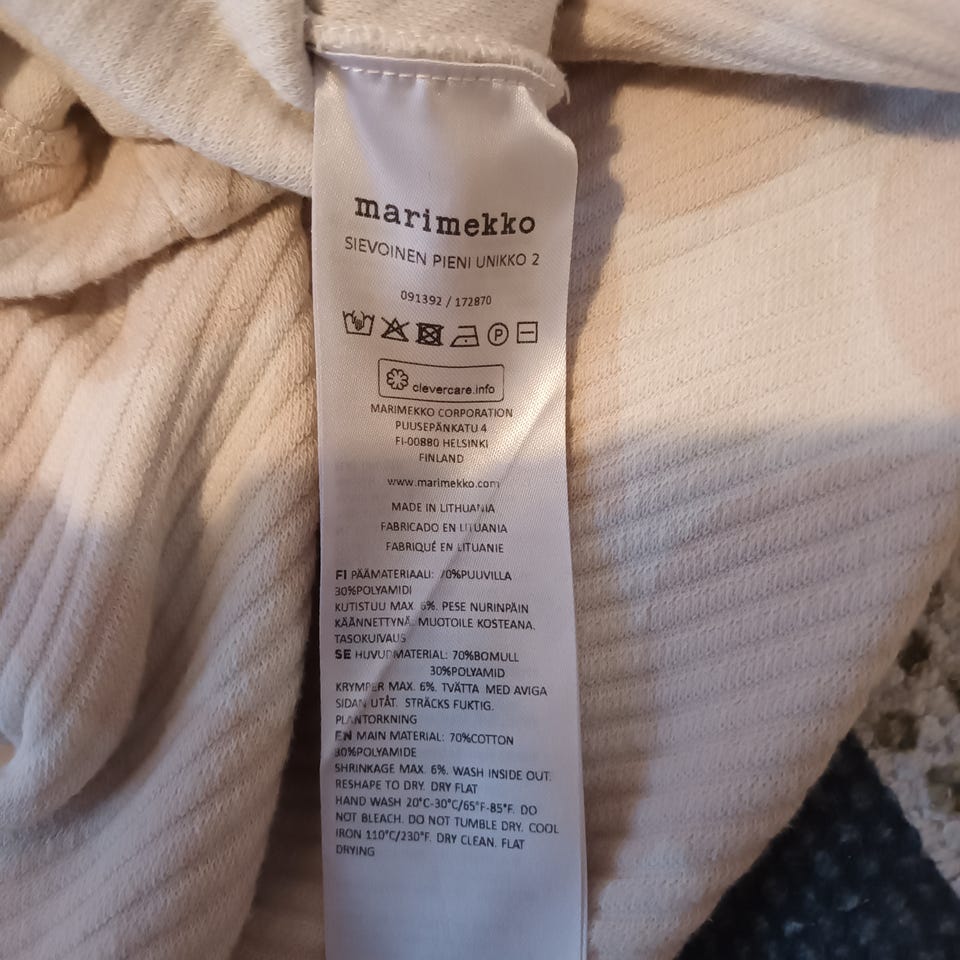 marimekko
SIEVOINEN PIENI UNIKKO 2
091392 / 172870
P
clevercare.info
MARIMEKKO CORPORATION
PUUSEPÄNKATU 4
FI-00880 HELSINKI
FINLAND
www.marimekko.com
MADE IN LITHUANIA
FABRICADO EN LITUANIA
FABRIQUÉ EN LITUANIE
FI PÄÄMATERIAALI: 70%PUUVILLA
30%POLYAMIDI
KUTISTUU MAX. 6%. PESE NURINPÄIN
KÄÄNNETTYNÄ. MUOTOILE KOSTEANA.
TASOKUIVAUS
SE HUVUDMATERIAL: 70%BOMULL
30%POLYAMID
KRYMPER MAX. 6%. TVÄTTA MED AVIGA
SIDAN UTÅT. STRÄCKS FUKTIG.
PLANTORKNING
EN MAIN MATERIAL: 70%COTTON
30%POLYAMIDE
SHRINKAGE MAX. 6%. WASH INSIDE OUT.
RESHAPE TO DRY. DRY FLAT
HAND WASH 20°C-30°C/65°F-85°F. DO
NOT BLEACH. DO NOT TUMBLE DRY. COOL
IRON 110°C/230°F. DRY CLEAN. FLAT
DRYING